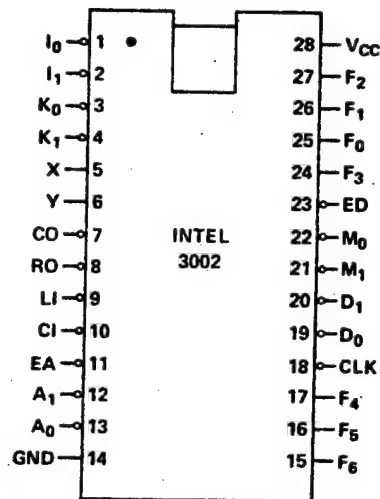 I0 1 28 VCC
I1 2 27 F2
K0 3 26 F1
K1 4 25 F0
X 5 24 F3
Y 6 23 ED
CO 7 INTEL 22 M0
RO 8 3002 21 M1
LI 9 20 D1
CI 10 19 D0
EA 11 18 CLK
A1 12 17 F4
A0 13 16 F5
GND 14 15 F6